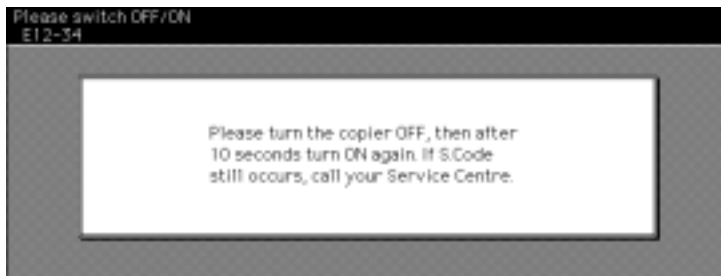 Please switch OFF/ON
E12-34
Please turn the copier OFF, then after
10 seconds turn ON again. If S.Code
still occurs, call your Service Centre.